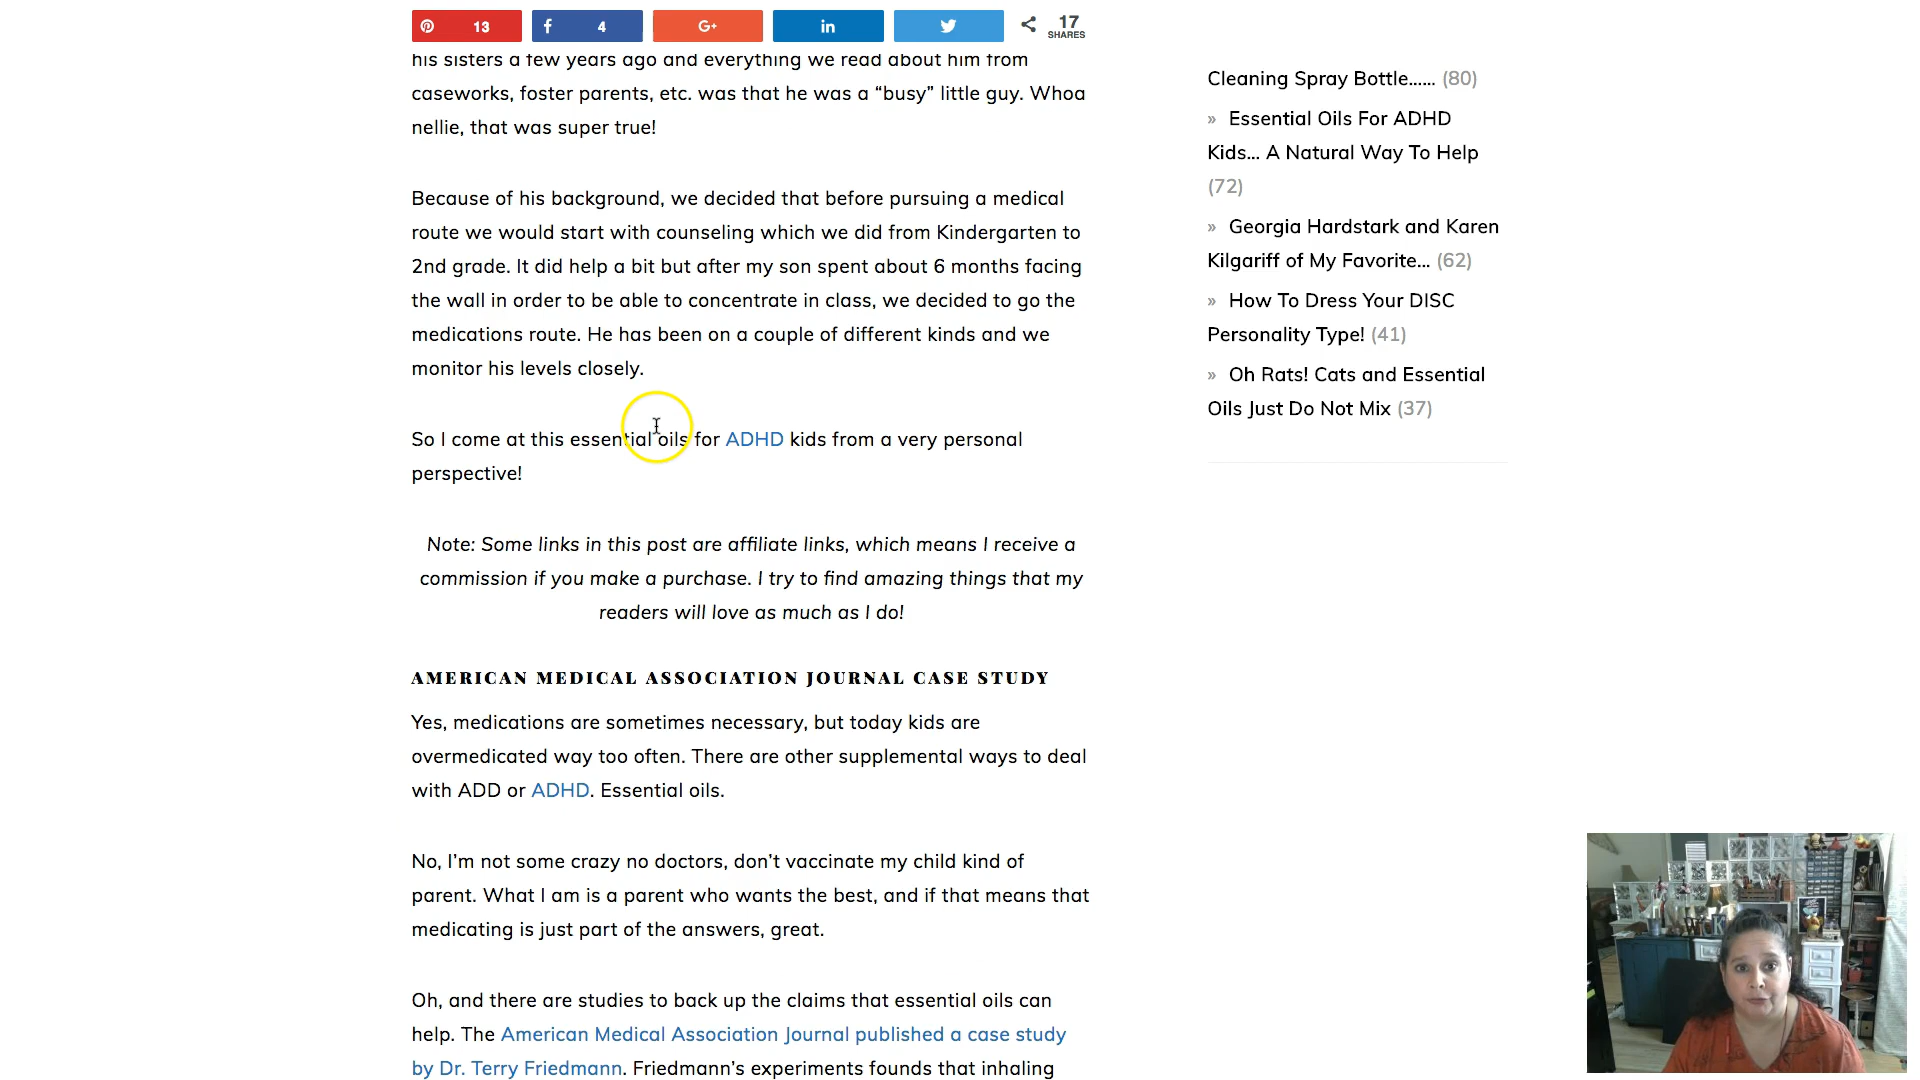 13
4
G+
in
17
SHARES
his sisters a few years ago and everything we read about him from
caseworks, foster parents, etc. was that he was a “busy” little guy. Whoa
nellie, that was super true!
Because of his background, we decided that before pursuing a medical
route we would start with counseling which we did from Kindergarten to
2nd grade. It did help a bit but after my son spent about 6 months facing
the wall in order to be able to concentrate in class, we decided to go the
medications route. He has been on a couple of different kinds and we
monitor his levels closely.
So I come at this essential oils for ADHD kids from a very personal
perspective!
Note: Some links in this post are affiliate links, which means I receive a
commission if you make a purchase. I try to find amazing things that my
readers will love as much as I do!
AMERICAN MEDICAL ASSOCIATION JOURNAL CASE STUDY
Yes, medications are sometimes necessary, but today kids are
overmedicated way too often. There are other supplemental ways to deal
with ADD or ADHD. Essential oils.
No, I’m not some crazy no doctors, don’t vaccinate my child kind of
parent. What I am is a parent who wants the best, and if that means that
medicating is just part of the answers, great.
Oh, and there are studies to back up the claims that essential oils can
help. The American Medical Association Journal published a case study
by Dr. Terry Friedmann. Friedmann’s experiments founds that inhaling
Cleaning Spray Bottle…... (80)
» Essential Oils For ADHD
Kids… A Natural Way To Help
(72)
» Georgia Hardstark and Karen
Kilgariff of My Favorite… (62)
» How To Dress Your DISC
Personality Type! (41)
» Oh Rats! Cats and Essential
Oils Just Do Not Mix (37)